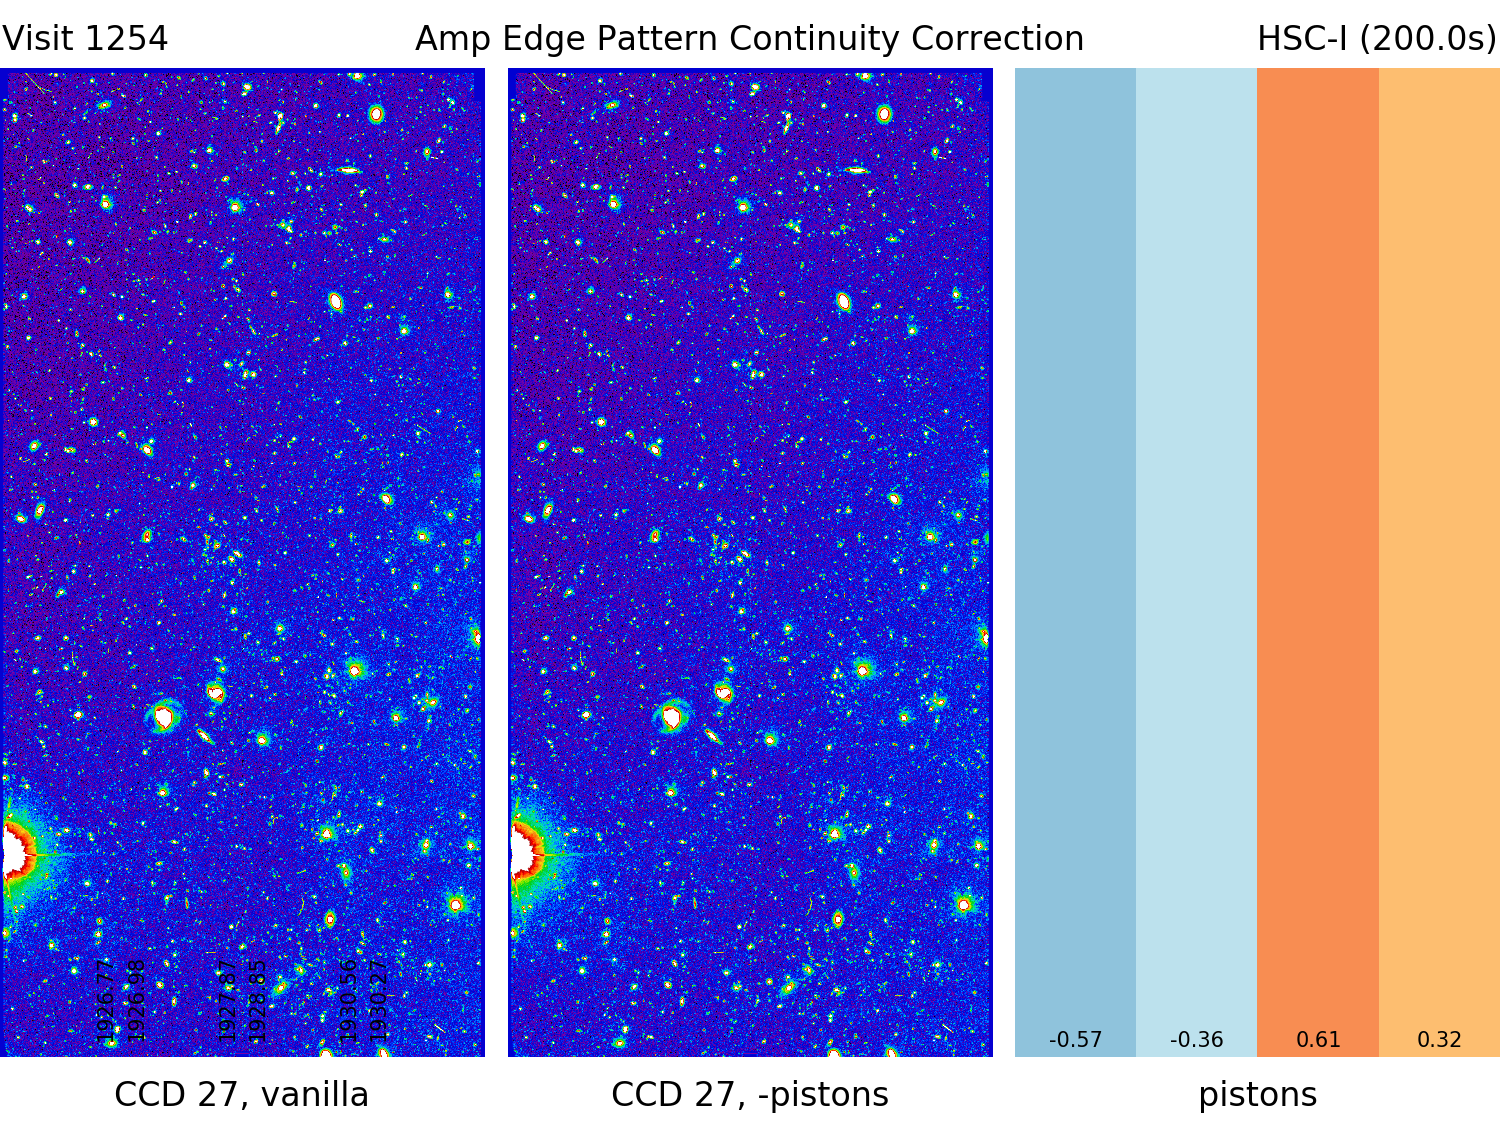 Visit 1254 Amp Edge Pattern Continuity Correction HSC-I (200.0s)
1926.77
1926.98
1927.87
1928.85
1930.56
1930.27
-0.57 -0.36 0.61 0.32
CCD 27, vanilla CCD 27, -pistons pistons